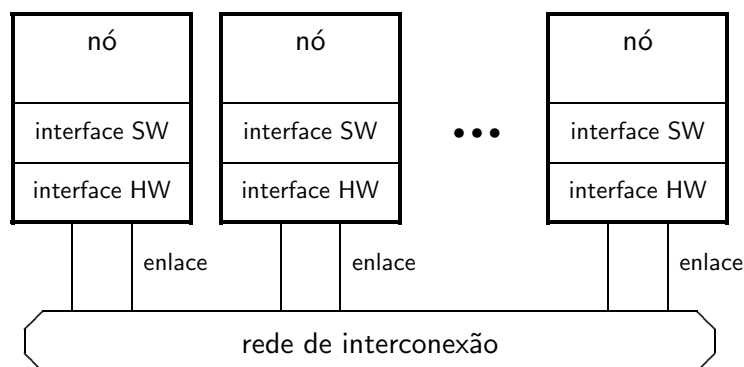 nó nó nó
interface SW interface SW interface SW
interface HW interface HW interface HW
enlace enlace enlace
rede de interconexão